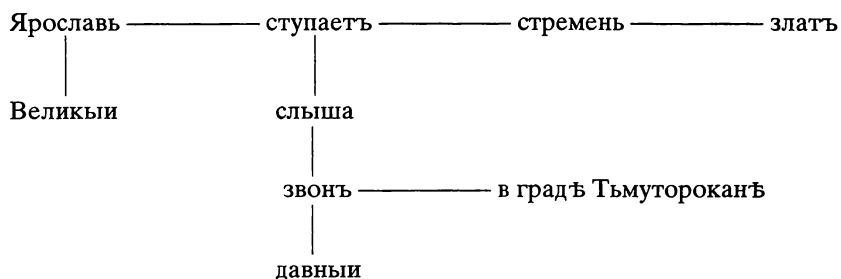 Ярославь ступаетъ стремень златъ
Великыи слыша
звонъ в градѣ Тьмутороканѣ
давныи